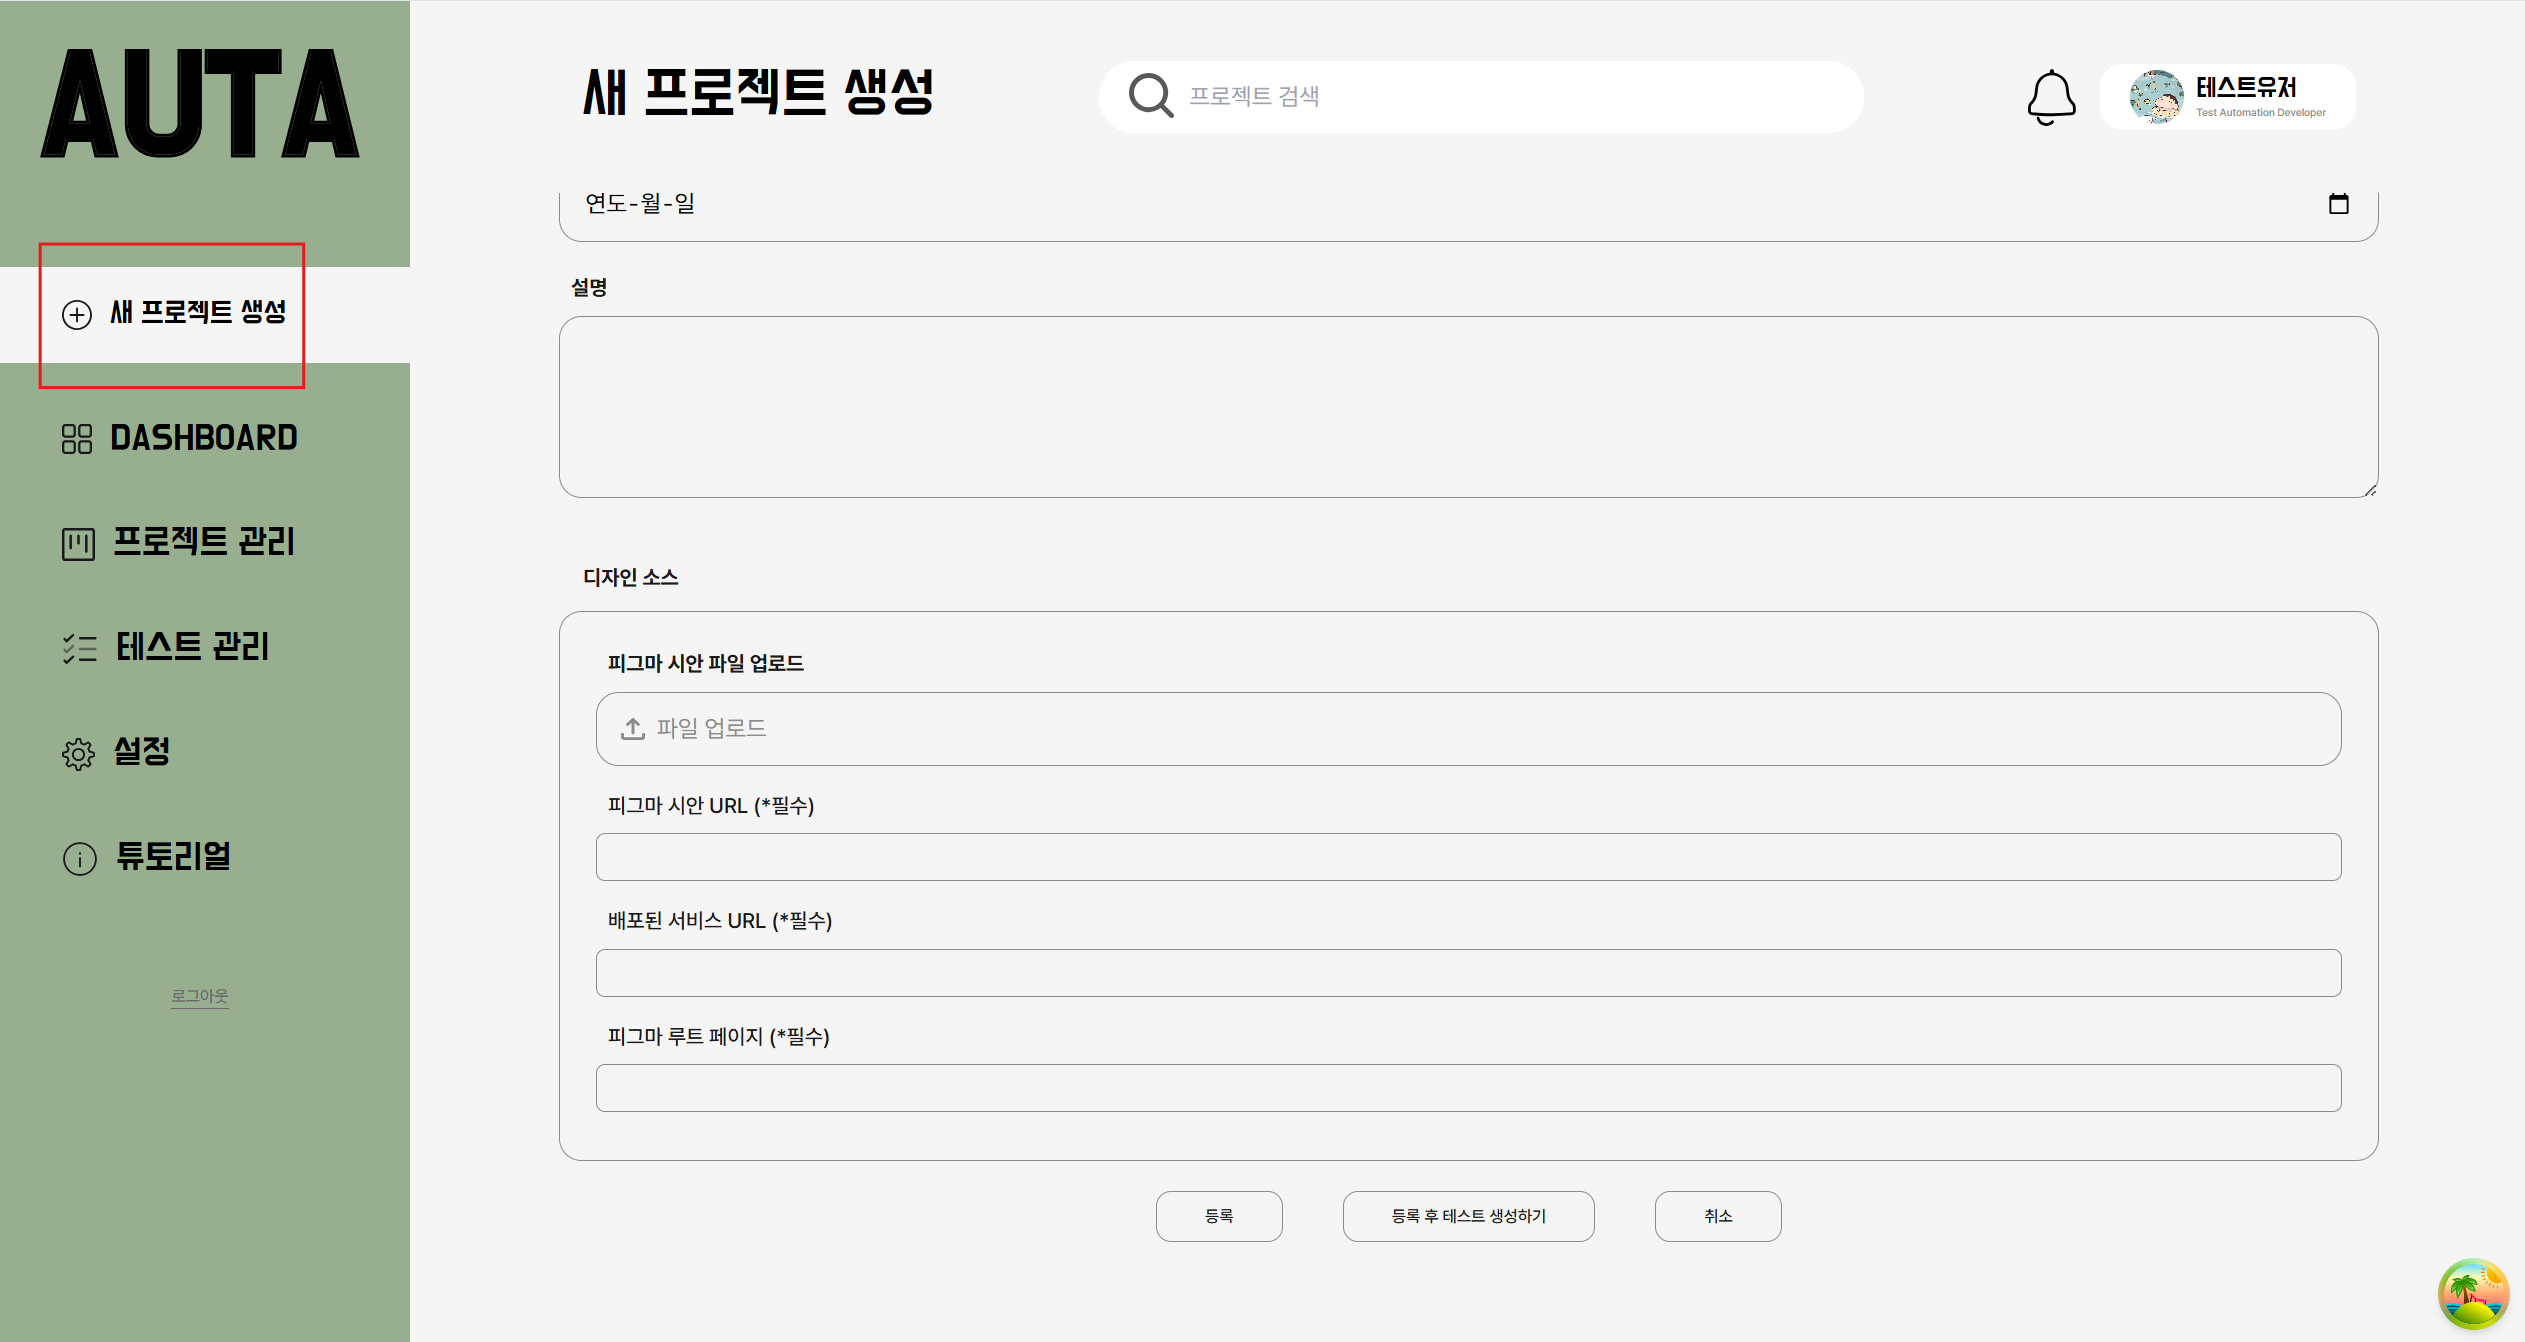 AUTA
새 프로젝트 생성
DASHBOARD
프로젝트 관리
테스트 관리
설정
튜토리얼
로그아웃
새 프로젝트 생성
프로젝트 검색
테스트유저
Test Automation Developer
연도-월-일
설명
디자인 소스
피그마 시안 파일 업로드
파일 업로드
피그마 시안 URL (*필수)
배포된 서비스 URL (*필수)
피그마 루트 페이지 (*필수)
등록
등록 후 테스트 생성하기
취소